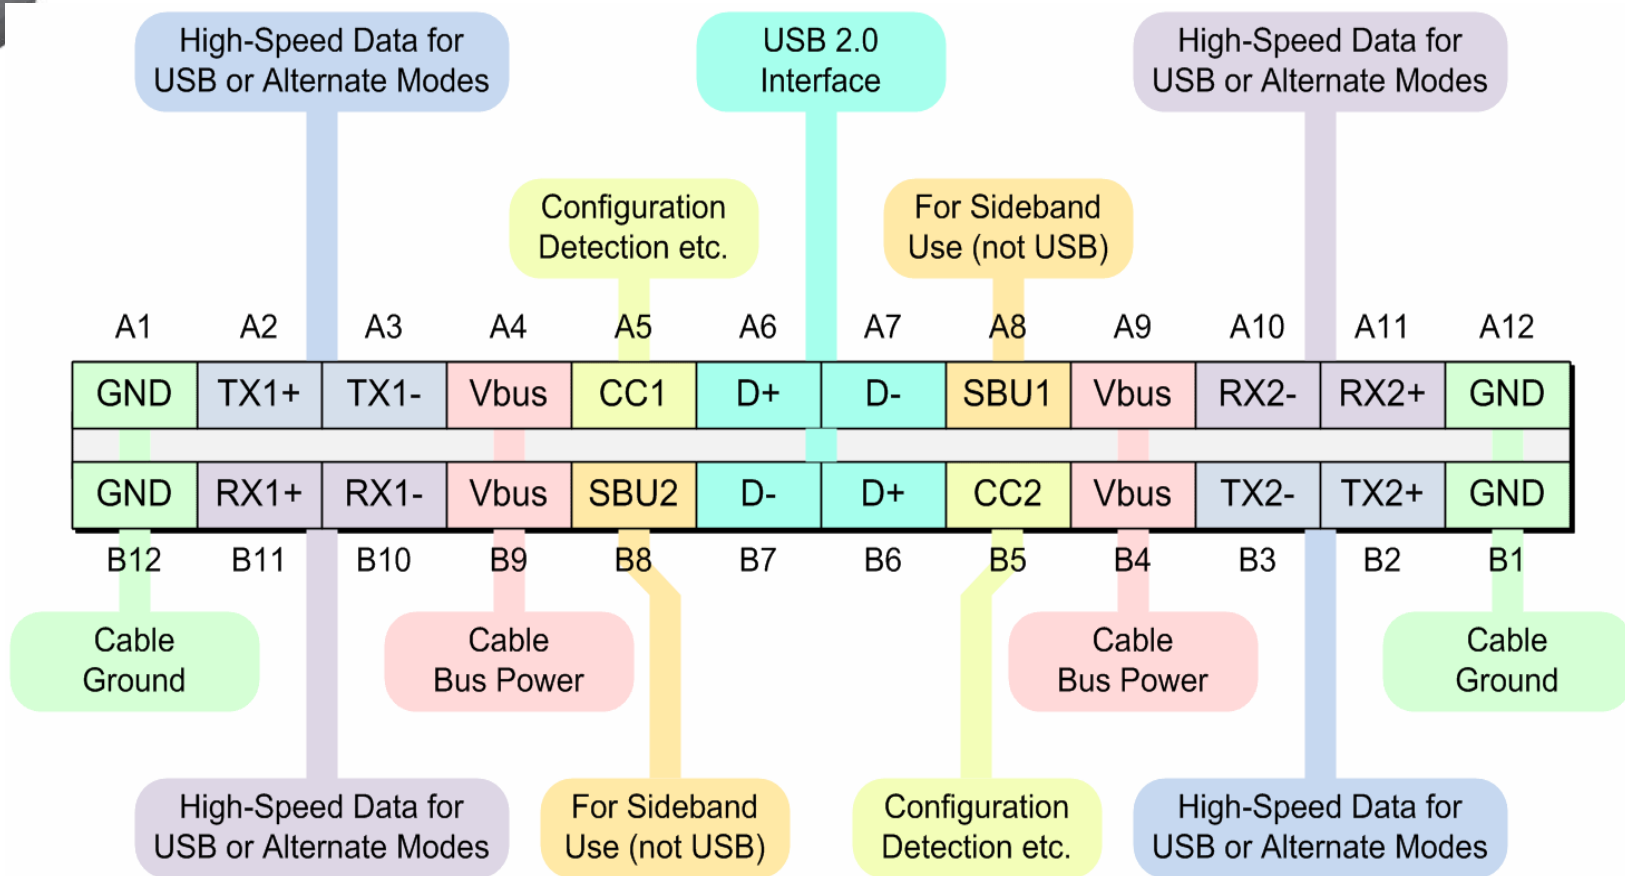 High-Speed Data for
USB or Alternate Modes
USB 2.0
Interface
High-Speed Data for
USB or Alternate Modes
Configuration
Detection etc.
For Sideband
Use (not USB)
A1 A2 A3 A4 A5 A6 A7 A8 A9 A10 A11 A12
GND TX1+ TX1- Vbus CC1 D+ D- SBU1 Vbus RX2- RX2+ GND
GND RX1+ RX1- Vbus SBU2 D- D+ CC2 Vbus TX2- TX2+ GND
B12 B11 B10 B9 B8 B7 B6 B5 B4 B3 B2 B1
Cable
Ground
Cable
Bus Power
Cable
Bus Power
Cable
Ground
High-Speed Data for
USB or Alternate Modes
For Sideband
Use (not USB)
Configuration
Detection etc.
High-Speed Data for
USB or Alternate Modes